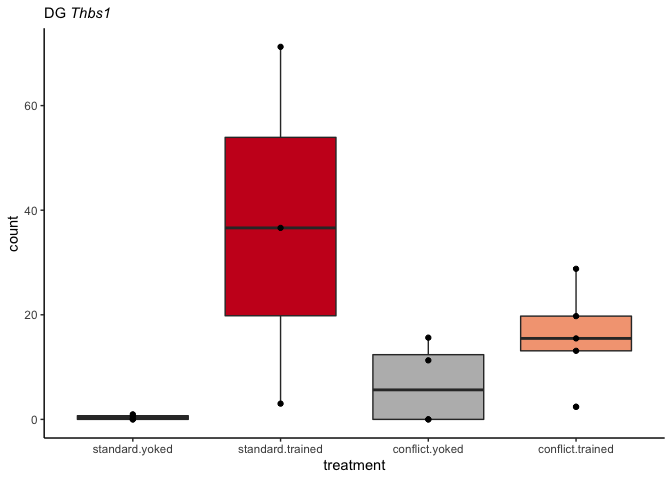 DG Thbs1
60
40
20
0
count
standard.yoked
standard.trained
conflict.yoked
conflict.trained
treatment